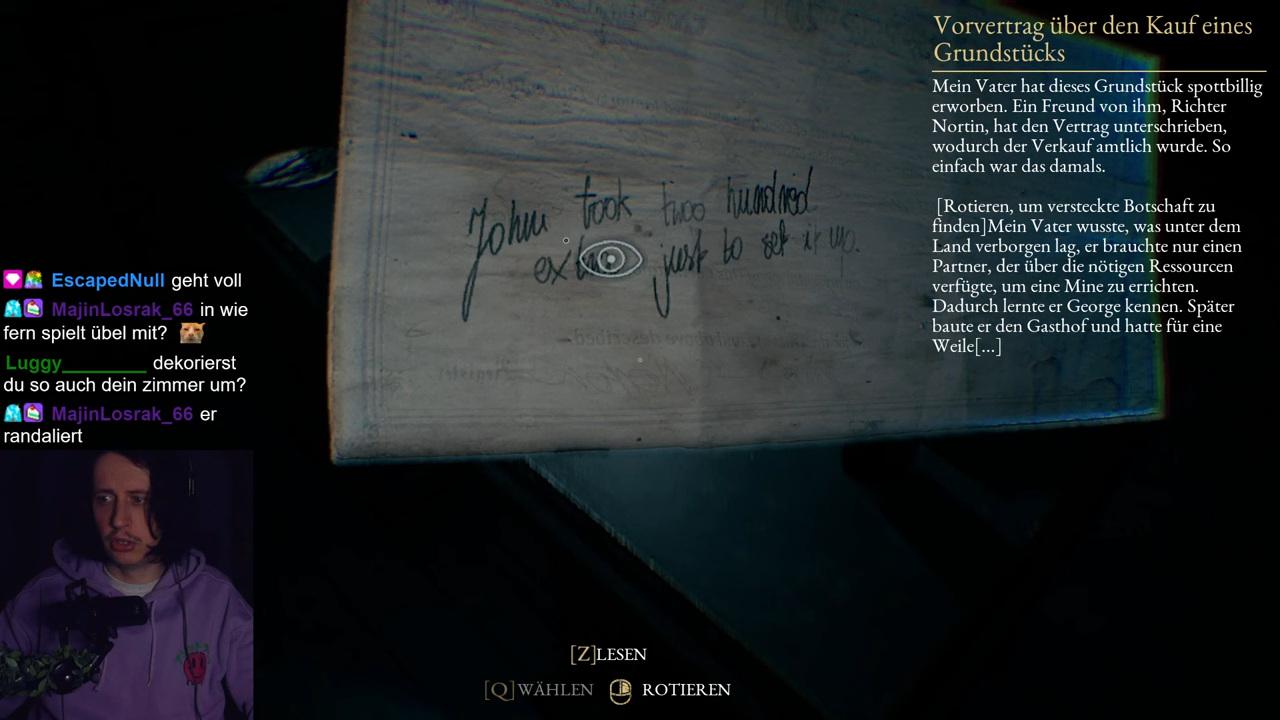 Vorvertrag über den Kauf eines
Grundstücks
Mein Vater hat dieses Grundstück spottbillig
erworben. Ein Freund von ihm, Richter
Nortin, hat den Vertrag unterschrieben,
wodurch der Verkauf amtlich wurde. So
einfach war das damals.
[Rotieren, um versteckte Botschaft zu
finden]Mein Vater wusste, was unter dem
Land verborgen lag, er brauchte nur einen
Partner, der über die nötigen Ressourcen
verfügte, um eine Mine zu errichten.
Dadurch lernte er George kennen. Später
baute er den Gasthof und hatte für eine
Weile[...]
John took two hundred
extra just to set it up.
EscapedNull geht voll
MajinLosrak_66 in wie
fern spielt übel mit?
Luggy________ dekorierst
du so auch dein zimmer um?
MajinLosrak_66 er
randaliert
[Z]LESEN
[Q]WÄHLEN ROTIEREN